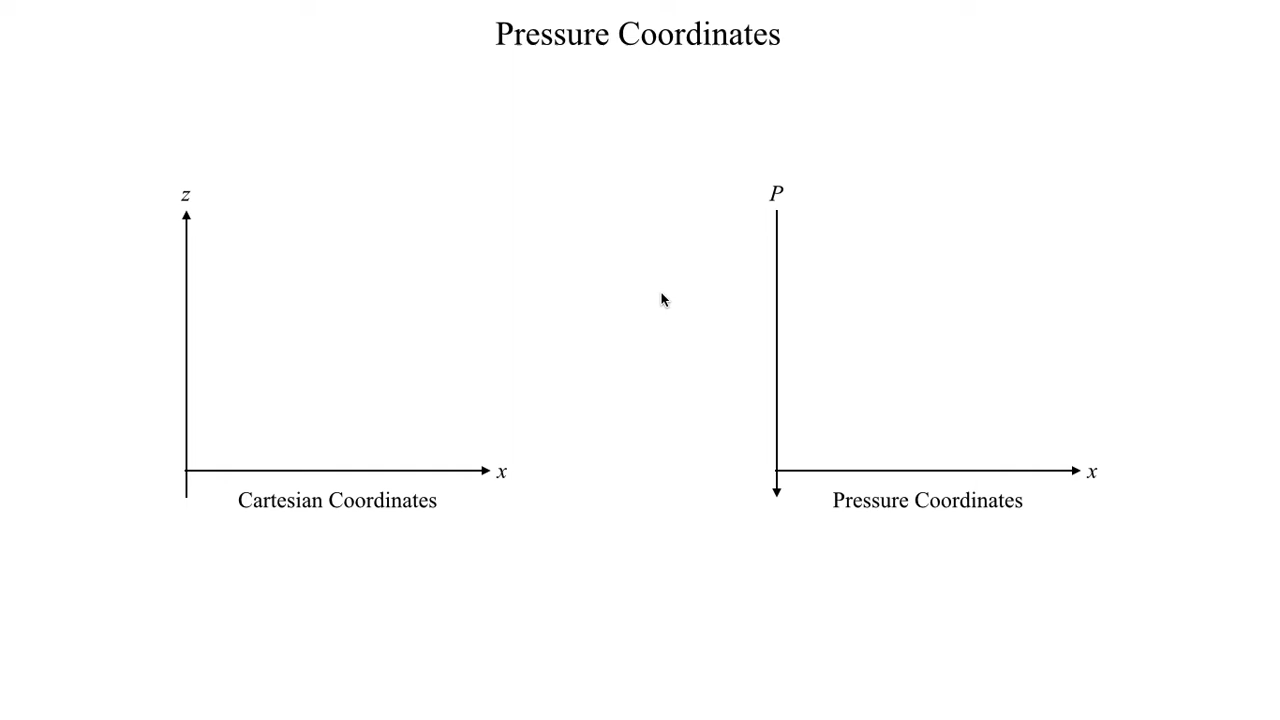 Pressure Coordinates
z
P
x
x
Cartesian Coordinates
Pressure Coordinates